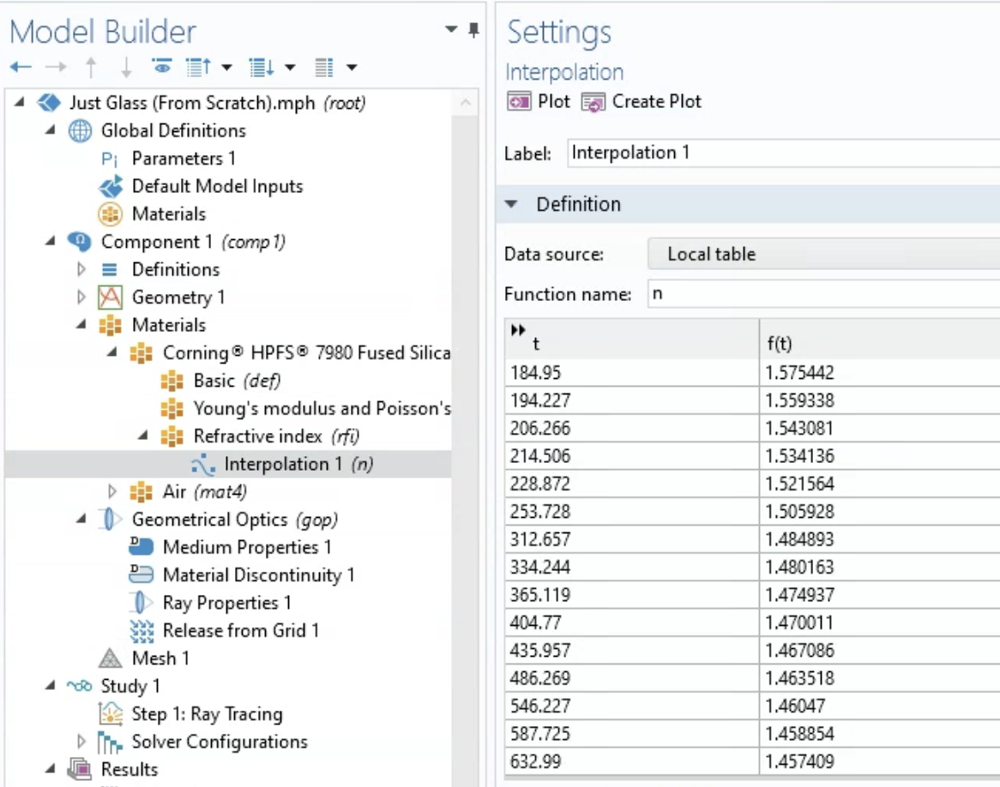 Model Builder
Just Glass (From Scratch).mph (root)
Global Definitions
Pi Parameters 1
Default Model Inputs
Materials
Component 1 (comp1)
Definitions
Geometry 1
Materials
Corning® HPFS® 7980 Fused Silica
Basic (def)
Young's modulus and Poisson's
Refractive index (rfi)
Interpolation 1 (n)
Air (mat4)
Geometrical Optics (gop)
D Medium Properties 1
D Material Discontinuity 1
Ray Properties 1
Release from Grid 1
Mesh 1
Study 1
Step 1: Ray Tracing
Solver Configurations
Results
Settings
Interpolation
Plot Create Plot
Label: Interpolation 1
Definition
Data source: Local table
Function name: n
t f(t)
184.95 1.575442
194.227 1.559338
206.266 1.543081
214.506 1.534136
228.872 1.521564
253.728 1.505928
312.657 1.484893
334.244 1.480163
365.119 1.474937
404.77 1.470011
435.957 1.467086
486.269 1.463518
546.227 1.46047
587.725 1.458854
632.99 1.457409